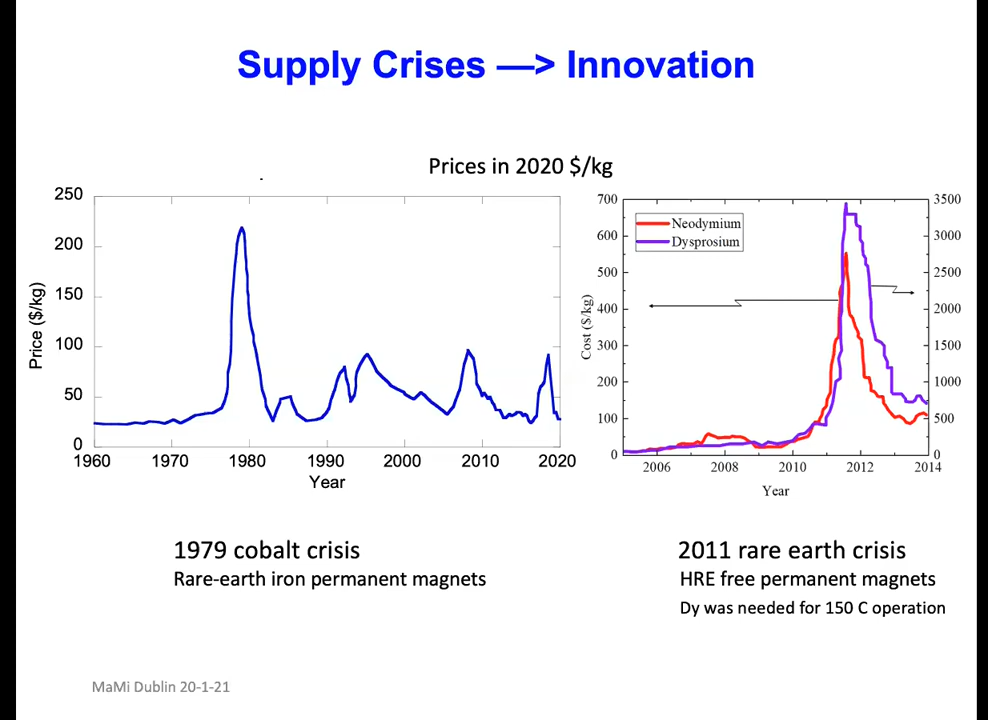 Supply Crises —> Innovation
Prices in 2020 $/kg
Price ($/kg)
250
200
150
100
50
0
1960 1970 1980 1990 2000 2010 2020
Year
Cost ($/kg)
700
600
500
400
300
200
100
0
Neodymium
Dysprosium
3500
3000
2500
2000
1500
1000
500
0
2006 2008 2010 2012 2014
Year
1979 cobalt crisis
Rare-earth iron permanent magnets
2011 rare earth crisis
HRE free permanent magnets
Dy was needed for 150 C operation
MaMi Dublin 20-1-21